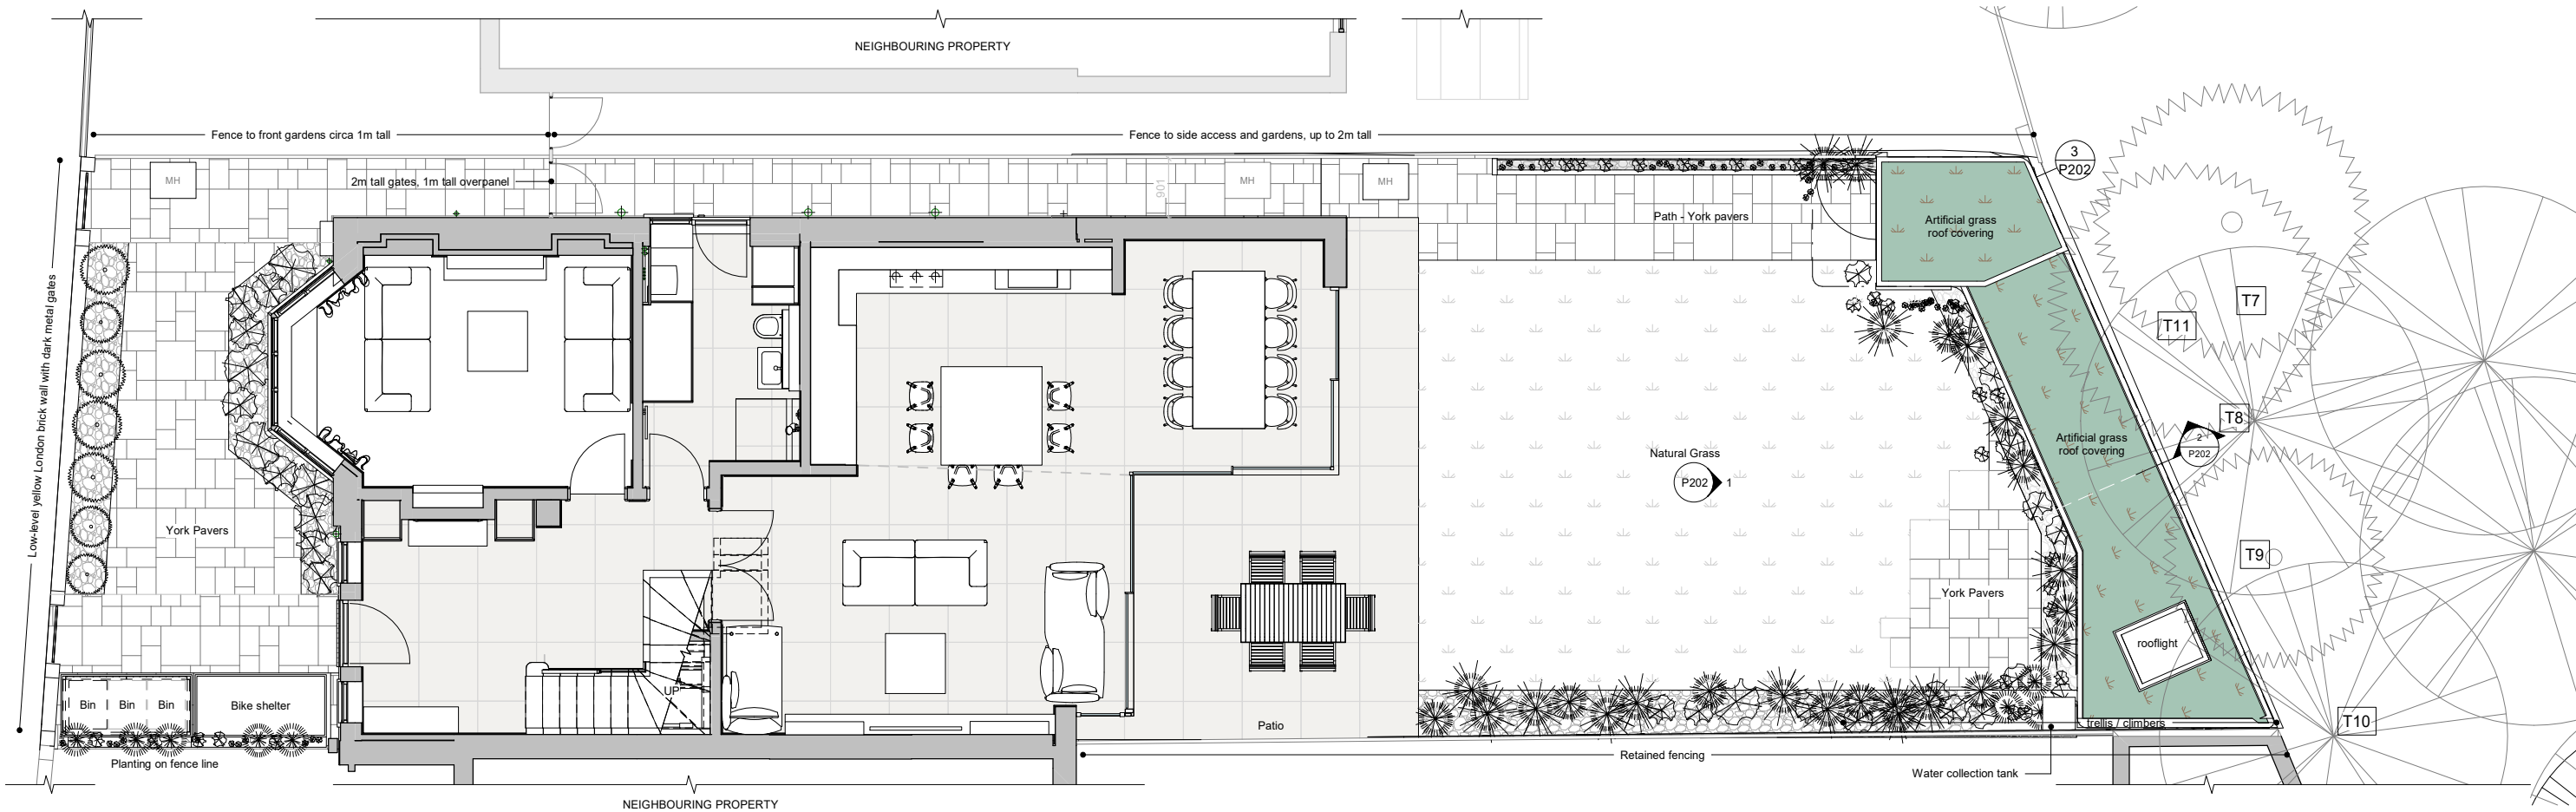 NEIGHBOURING PROPERTY
Fence to front gardens circa 1m tall
Fence to side access and gardens, up to 2m tall
3
P202
MH
2m tall gates, 1m tall overpanel
MH
MH
1906
Path - York pavers
Artificial grass
roof covering
T7
T11
Low-level yellow London brick wall with dark metal gates
T8
Artificial grass
roof covering
2
P202
Natural Grass
P202
1
York Pavers
T9
York Pavers
rooflight
UP
Bin
Bin
Bin
Bike shelter
Patio
trellis / climbers
T10
Retained fencing
Planting on fence line
Water collection tank
NEIGHBOURING PROPERTY